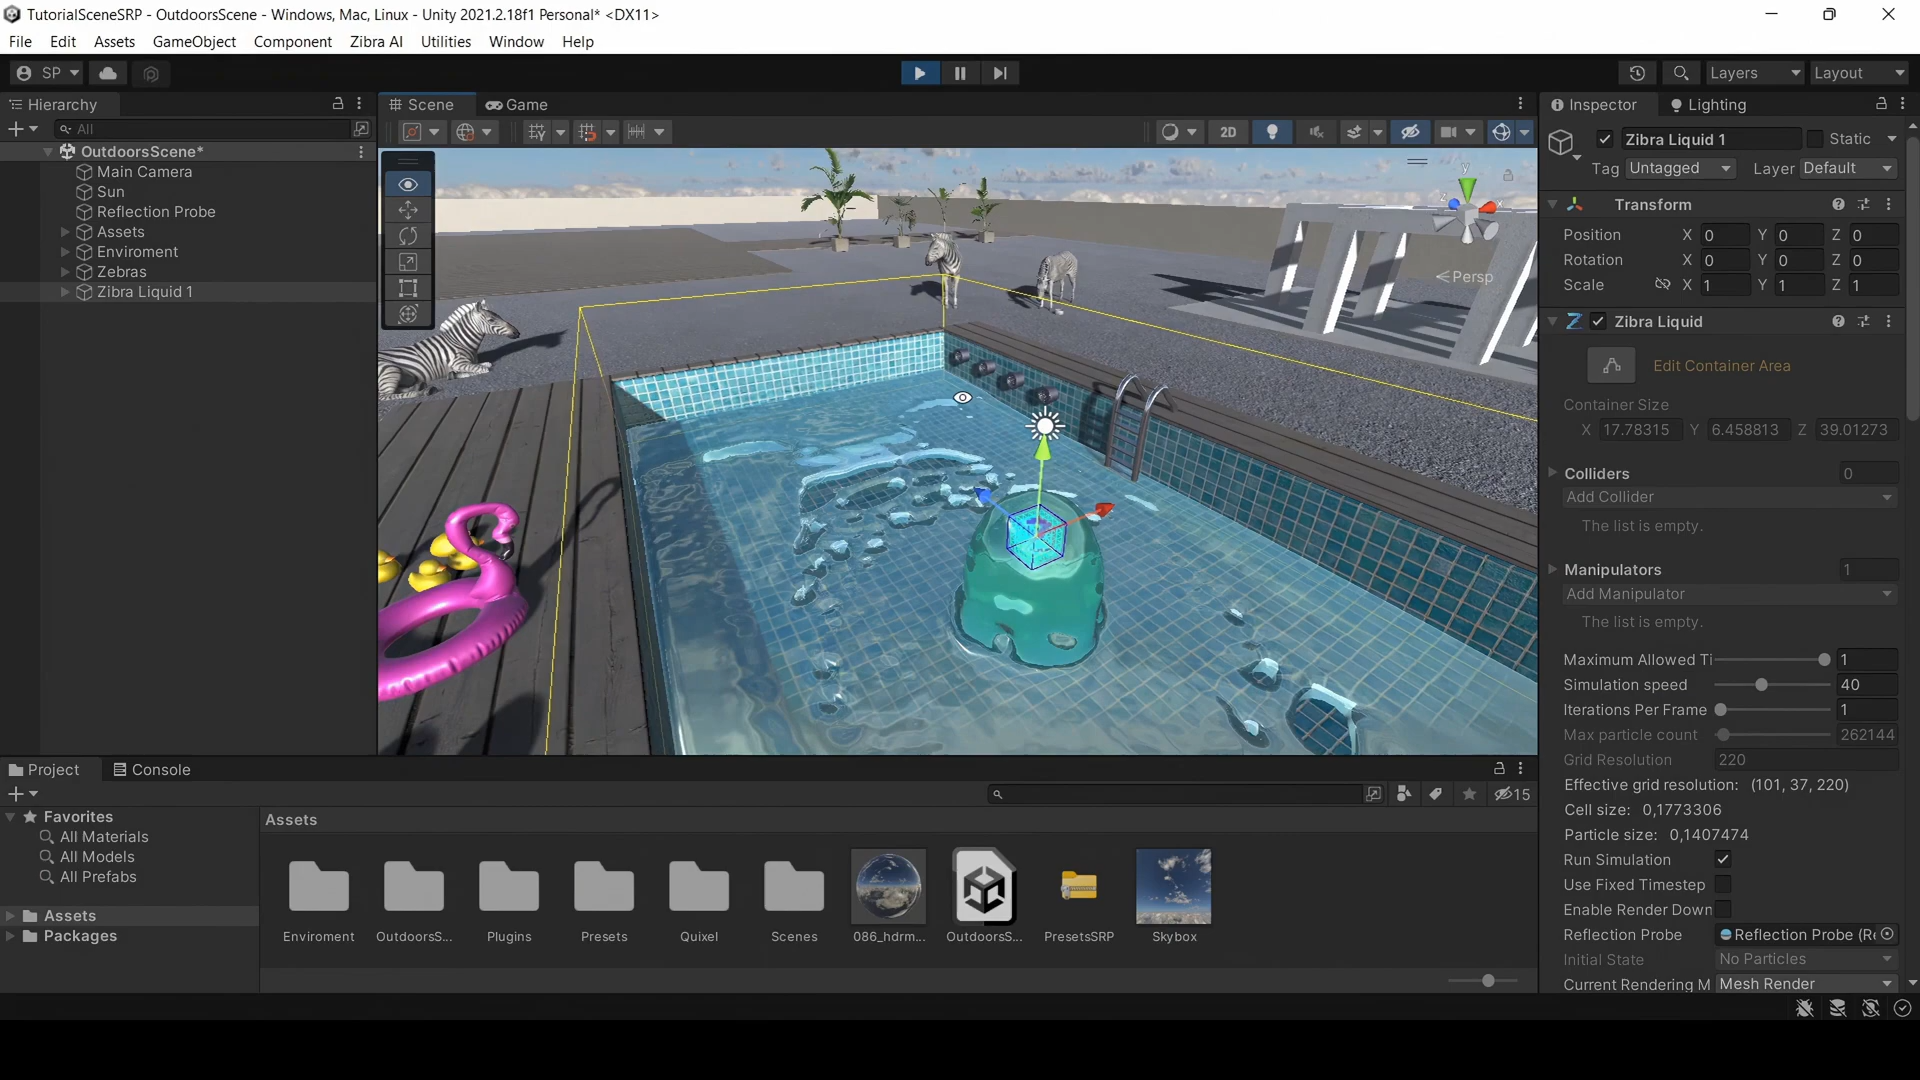 TutorialSceneSRP - OutdoorsScene - Windows, Mac, Linux - Unity 2021.2.18f1 Personal* <DX11>
File Edit Assets GameObject Component Zibra AI Utilities Window Help
SP
Layers Layout
Hierarchy
All
OutdoorsScene*
Main Camera
Sun
Reflection Probe
Assets
Enviroment
Zebras
Zibra Liquid 1
Scene Game
2D
y
z
x
Persp
Project Console
15
Favorites
All Materials
All Models
All Prefabs
Assets
Packages
Assets
Enviroment OutdoorsS... Plugins Presets Quixel Scenes 086_hdrm... OutdoorsS... PresetsSRP Skybox
Inspector Lighting
Zibra Liquid 1 Static
Tag Untagged Layer Default
Transform
Position X 0 Y 0 Z 0
Rotation X 0 Y 0 Z 0
Scale X 1 Y 1 Z 1
Zibra Liquid
Edit Container Area
Container Size
X 17.78315 Y 6.458813 Z 39.01273
Colliders 0
Add Collider
The list is empty.
Manipulators 1
Add Manipulator
The list is empty.
Maximum Allowed Ti 1
Simulation speed 40
Iterations Per Frame 1
Max particle count 262144
Grid Resolution 220
Effective grid resolution: (101, 37, 220)
Cell size: 0,1773306
Particle size: 0,1407474
Run Simulation
Use Fixed Timestep
Enable Render Down
Reflection Probe Reflection Probe (Re
Initial State No Particles
Current Rendering M Mesh Render